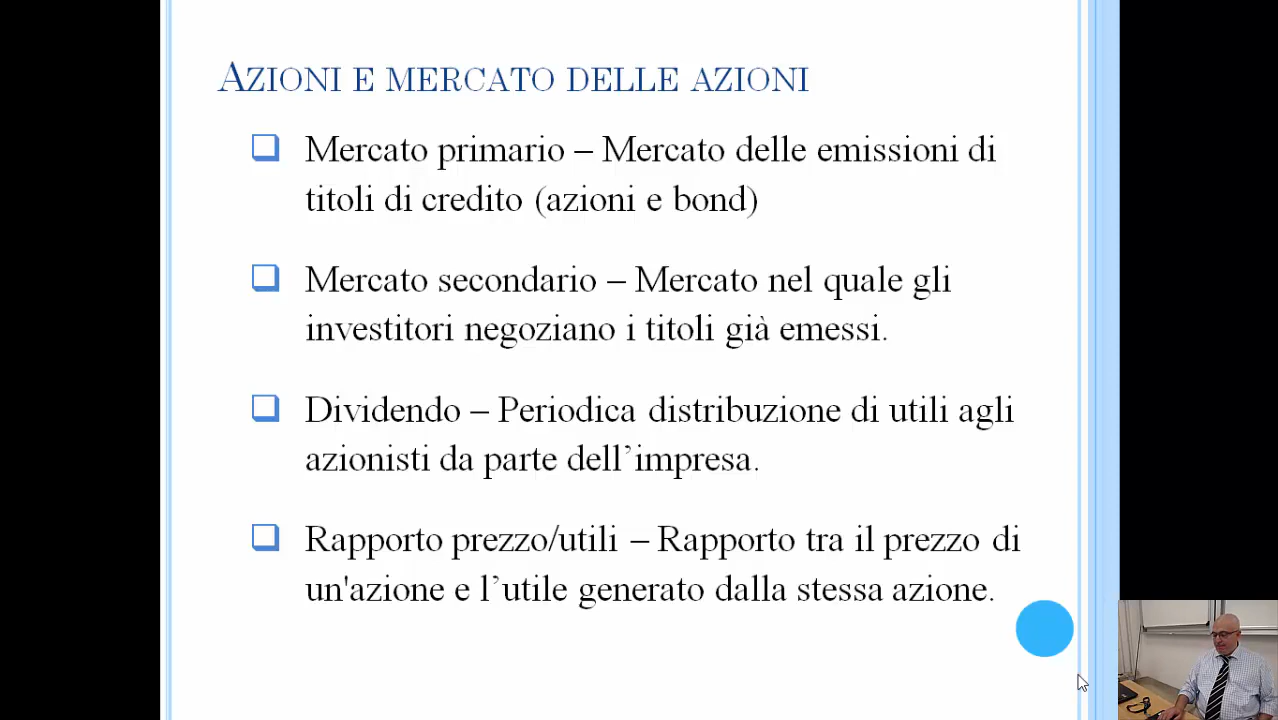 Azioni e mercato delle azioni
Mercato primario – Mercato delle emissioni di
titoli di credito (azioni e bond)
Mercato secondario – Mercato nel quale gli
investitori negoziano i titoli già emessi.
Dividendo – Periodica distribuzione di utili agli
azionisti da parte dell’impresa.
Rapporto prezzo/utili – Rapporto tra il prezzo di
un'azione e l’utile generato dalla stessa azione.